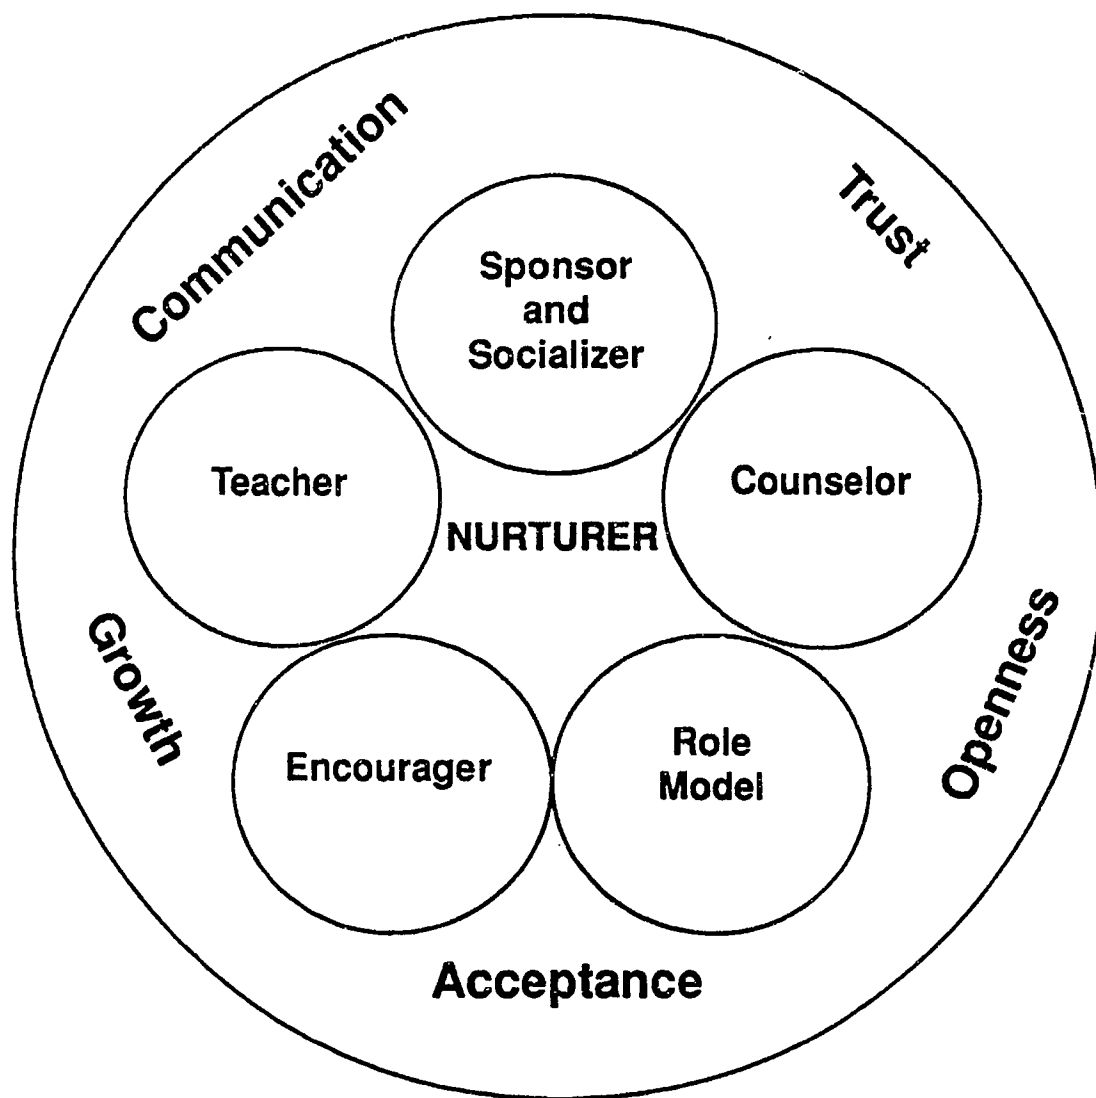 Communication
Trust
Sponsor
and
Socializer
Teacher
Counselor
NURTURER
Growth
Openness
Encourager
Role
Model
Acceptance